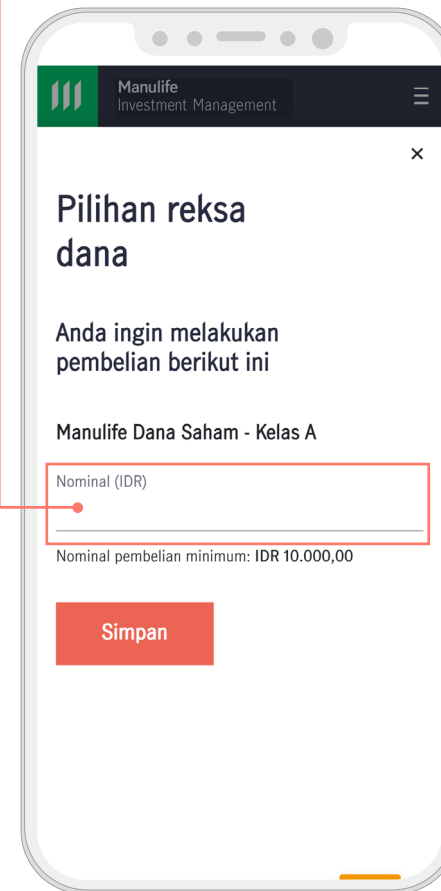 Manulife
Investment Management
Pilihan reksa
dana
Anda ingin melakukan
pembelian berikut ini
Manulife Dana Saham - Kelas A
Nominal (IDR)
Nominal pembelian minimum: IDR 10.000,00
Simpan